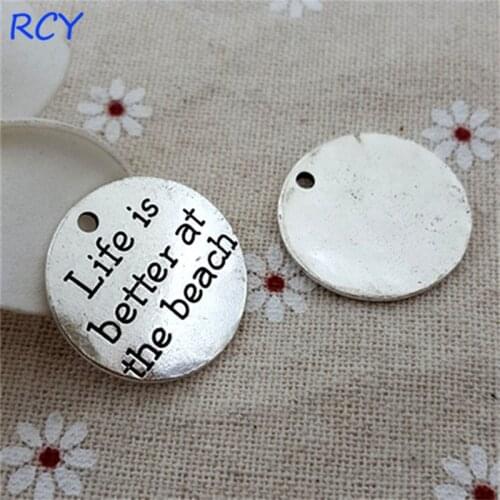 RCY
Life is
better at
the beach